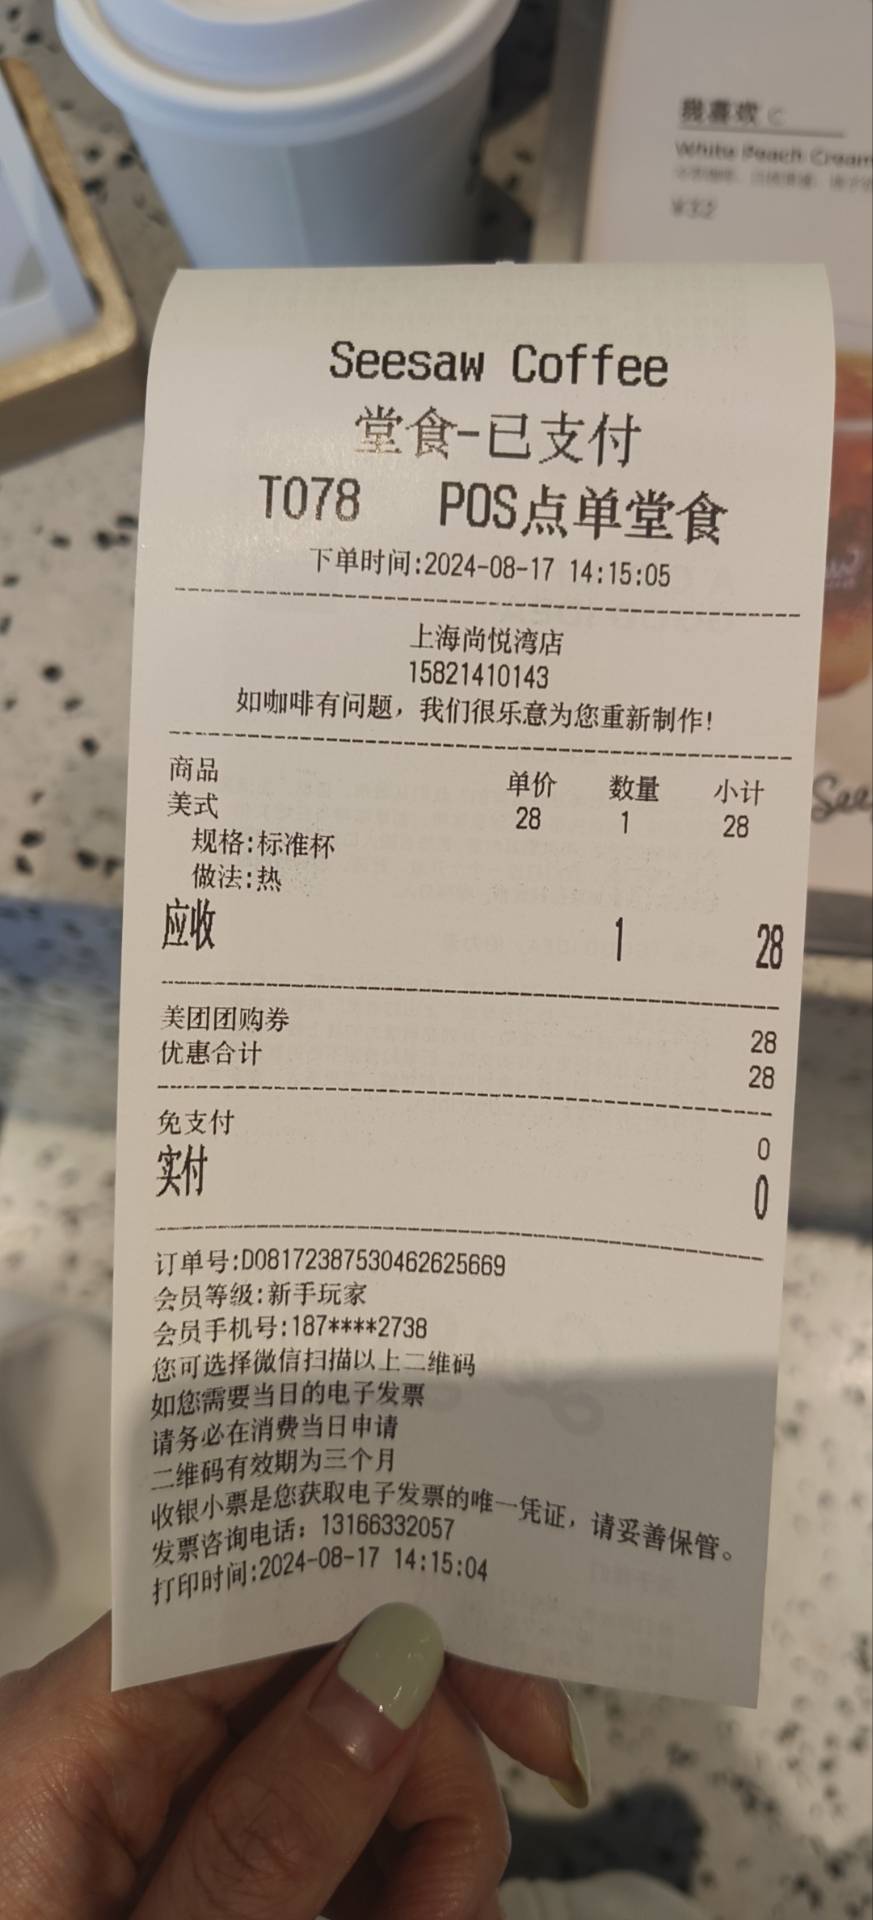 幾喜欢 C
White Peach Cream
¥32
Seesaw Coffee
堂食-已支付
T078 POS点单堂食
下单时间:2024-08-17 14:15:05
上海尚悦湾店
15821410143
如咖啡有问题，我们很乐意为您重新制作!
商品 单价 数量 小计
美式 28 1 28
规格:标准杯
做法:热
应收 1 28
美团团购券 28
优惠合计 28
免支付 0
实付 0
订单号:D081723875304626​25669
会员等级:新手玩家
会员手机号:187****2738
您可选择微信扫描以上二维码
如您需要当日的电子发票
请务必在消费当日申请
二维码有效期为三个月
收银小票是您获取电子发票的唯一凭证，请妥善保管。
发票咨询电话：13166332057
打印时间:2024-08-17 14:15:04